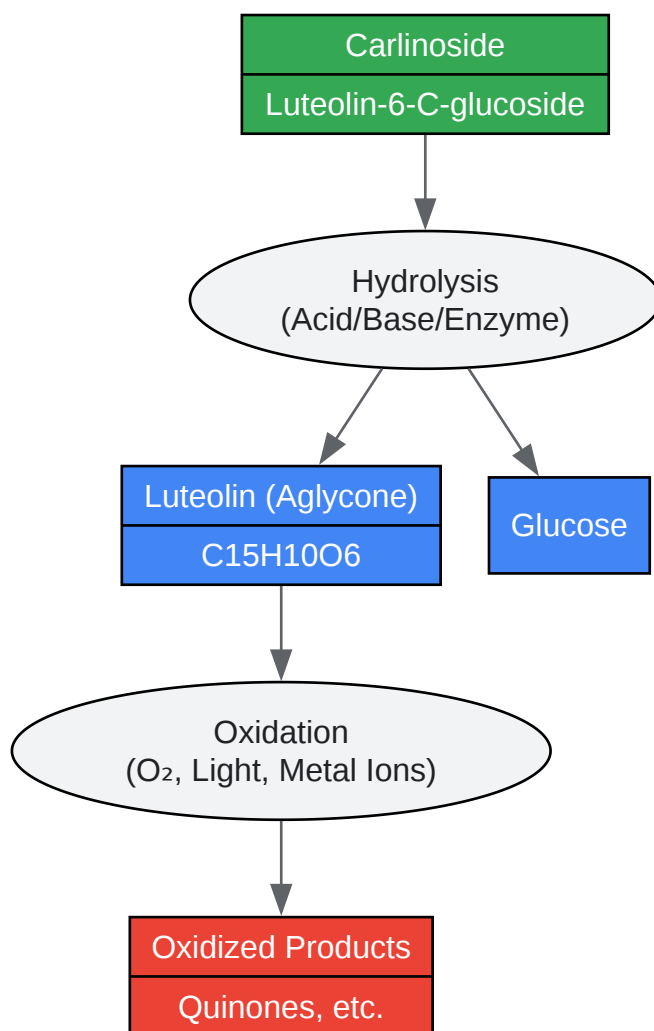 Carlinoside
Luteolin-6-C-glucoside
Hydrolysis
(Acid/Base/Enzyme)
Luteolin (Aglycone)
C15H10O6
Glucose
Oxidation
(O₂, Light, Metal Ions)
Oxidized Products
Quinones, etc.